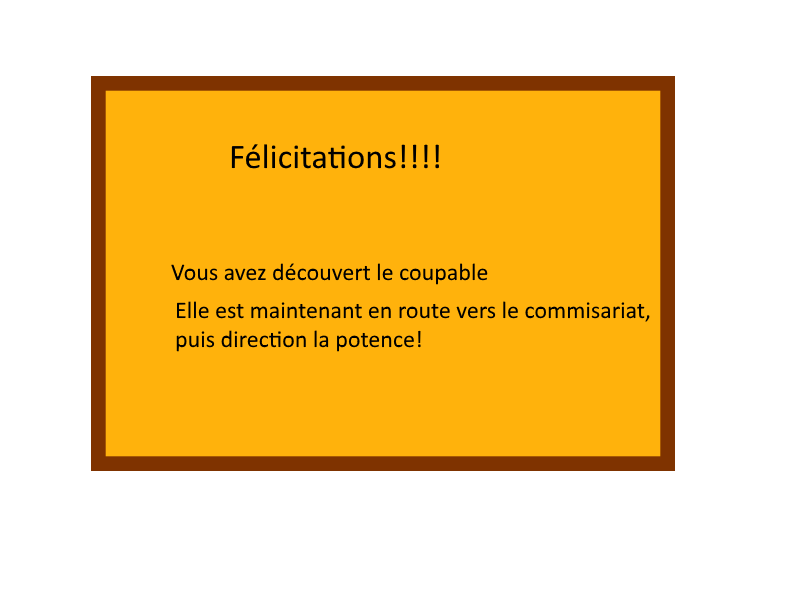 Félicitations!!!!
Vous avez découvert le coupable
Elle est maintenant en route vers le commisariat,
puis direction la potence!